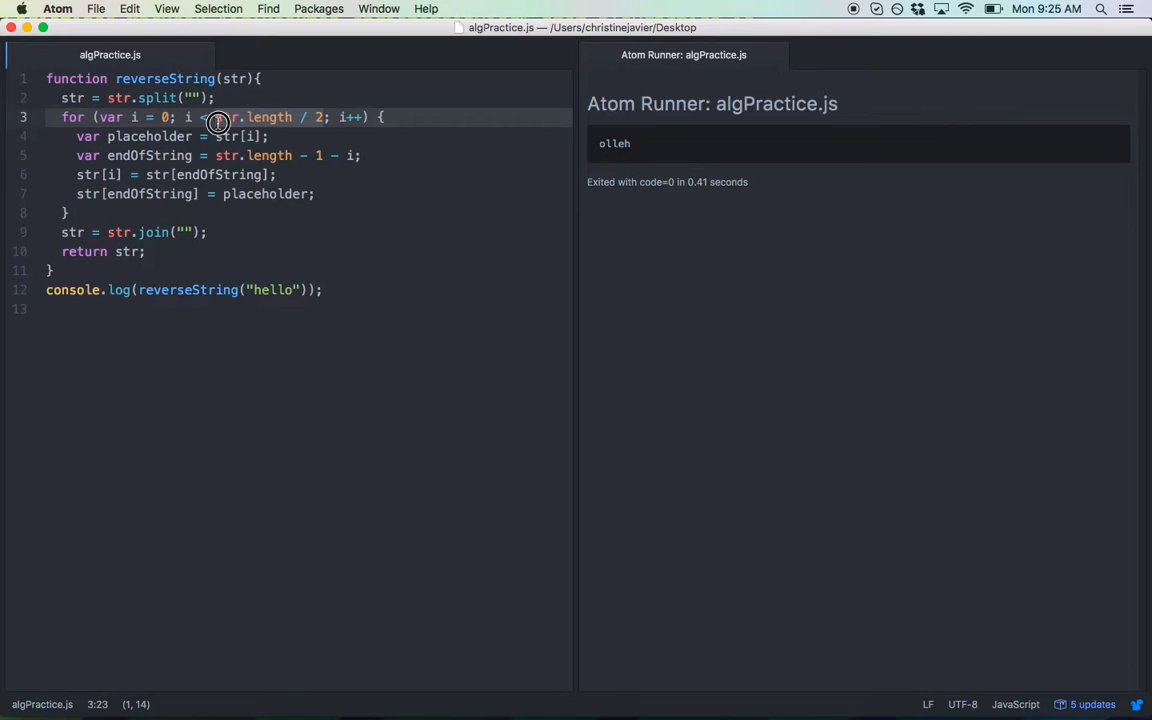 Atom File Edit View Selection Find Packages Window Help Mon 9:25 AM
algPractice.js — /Users/christinejavier/Desktop
algPractice.js
Atom Runner: algPractice.js
1 function reverseString(str){
2 str = str.split("");
3 for (var i = 0; i < str.length / 2; i++) {
4 var placeholder = str[i];
5 var endOfString = str.length - 1 - i;
6 str[i] = str[endOfString];
7 str[endOfString] = placeholder;
8 }
9 str = str.join("");
10 return str;
11 }
12 console.log(reverseString("hello"));
13
Atom Runner: algPractice.js
olleh
Exited with code=0 in 0.41 seconds
algPractice.js 3:23 (1, 14) LF UTF-8 JavaScript 5 updates